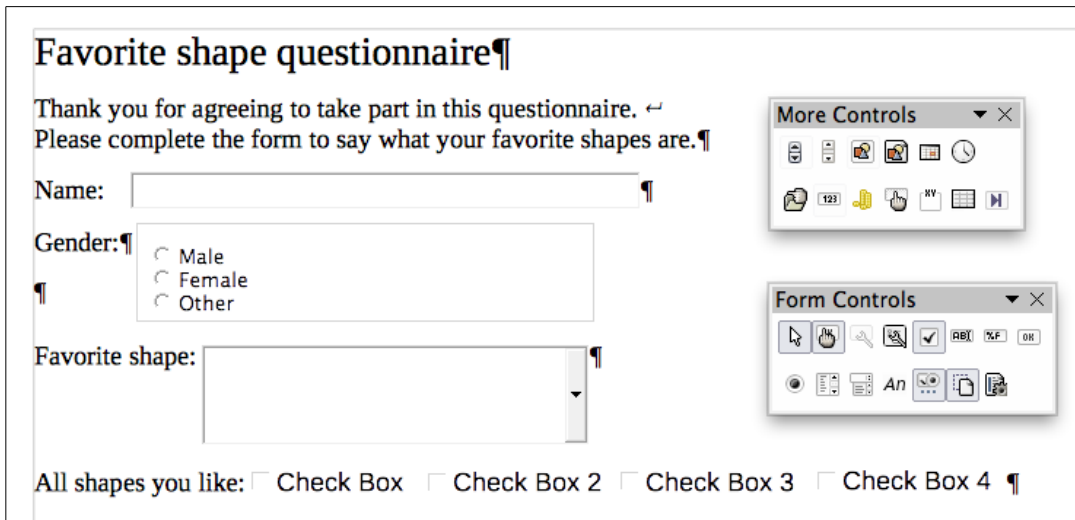 Favorite shape questionnaire¶
Thank you for agreeing to take part in this questionnaire. ↵
Please complete the form to say what your favorite shapes are.¶
Name: ¶
Gender:¶
Male
¶ Female
Other
Favorite shape: ¶
All shapes you like: Check Box Check Box 2 Check Box 3 Check Box 4 ¶
More Controls
123 XY
Form Controls
ABI %F OK
An